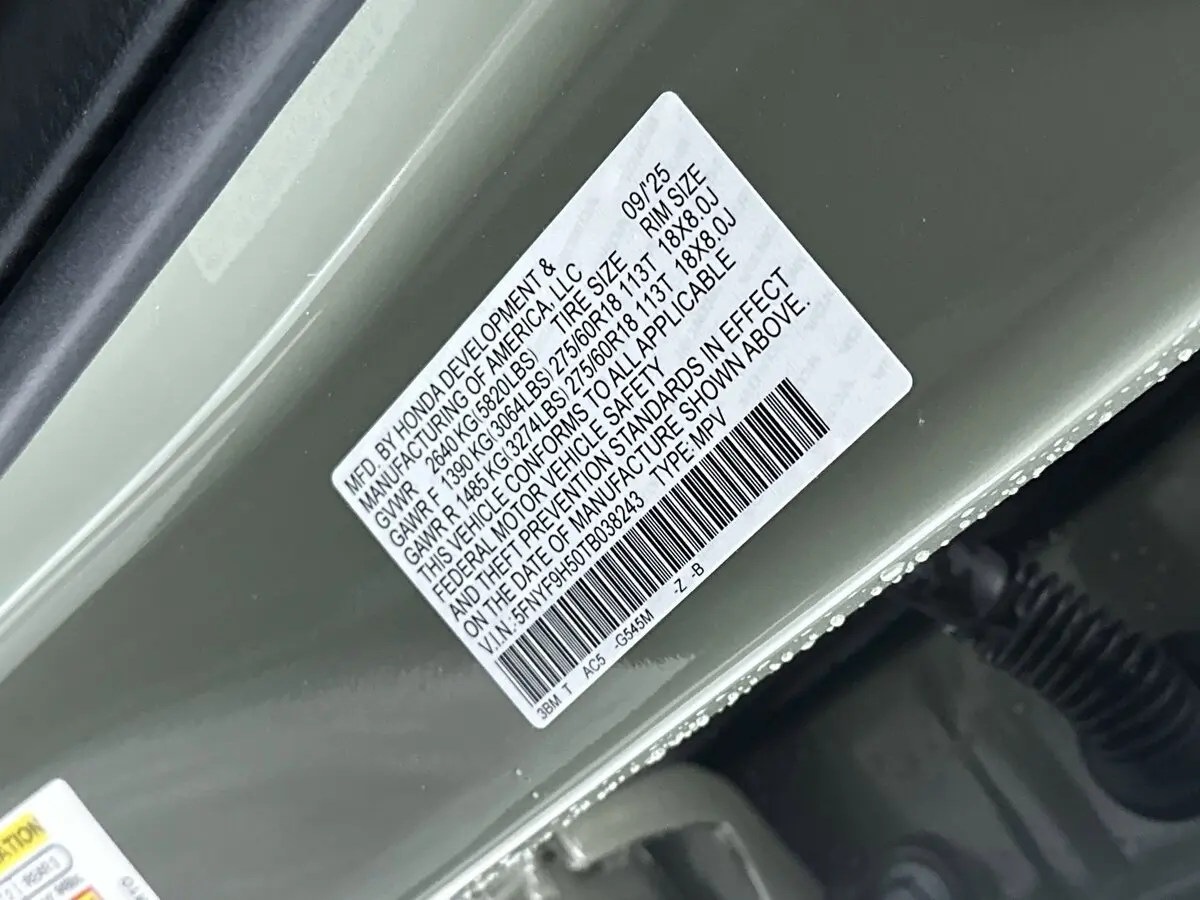 MFD. BY HONDA DEVELOPMENT &
MANUFACTURING OF AMERICA, LLC 09/'25
GVWR 2640 KG(5820LBS) TIRE SIZE RIM SIZE
GAWR F 1390 KG(3064LBS) 275/60R18 113T 18X8.0J
GAWR R 1485 KG(3274LBS) 275/60R18 113T 18X8.0J
THIS VEHICLE CONFORMS TO ALL APPLICABLE
FEDERAL MOTOR VEHICLE SAFETY
AND THEFT PREVENTION STANDARDS IN EFFECT
ON THE DATE OF MANUFACTURE SHOWN ABOVE.
V.I.N.: 5FNYF9H50TB038243 TYPE:MPV
3BM T AC5 -G545M -Z -B